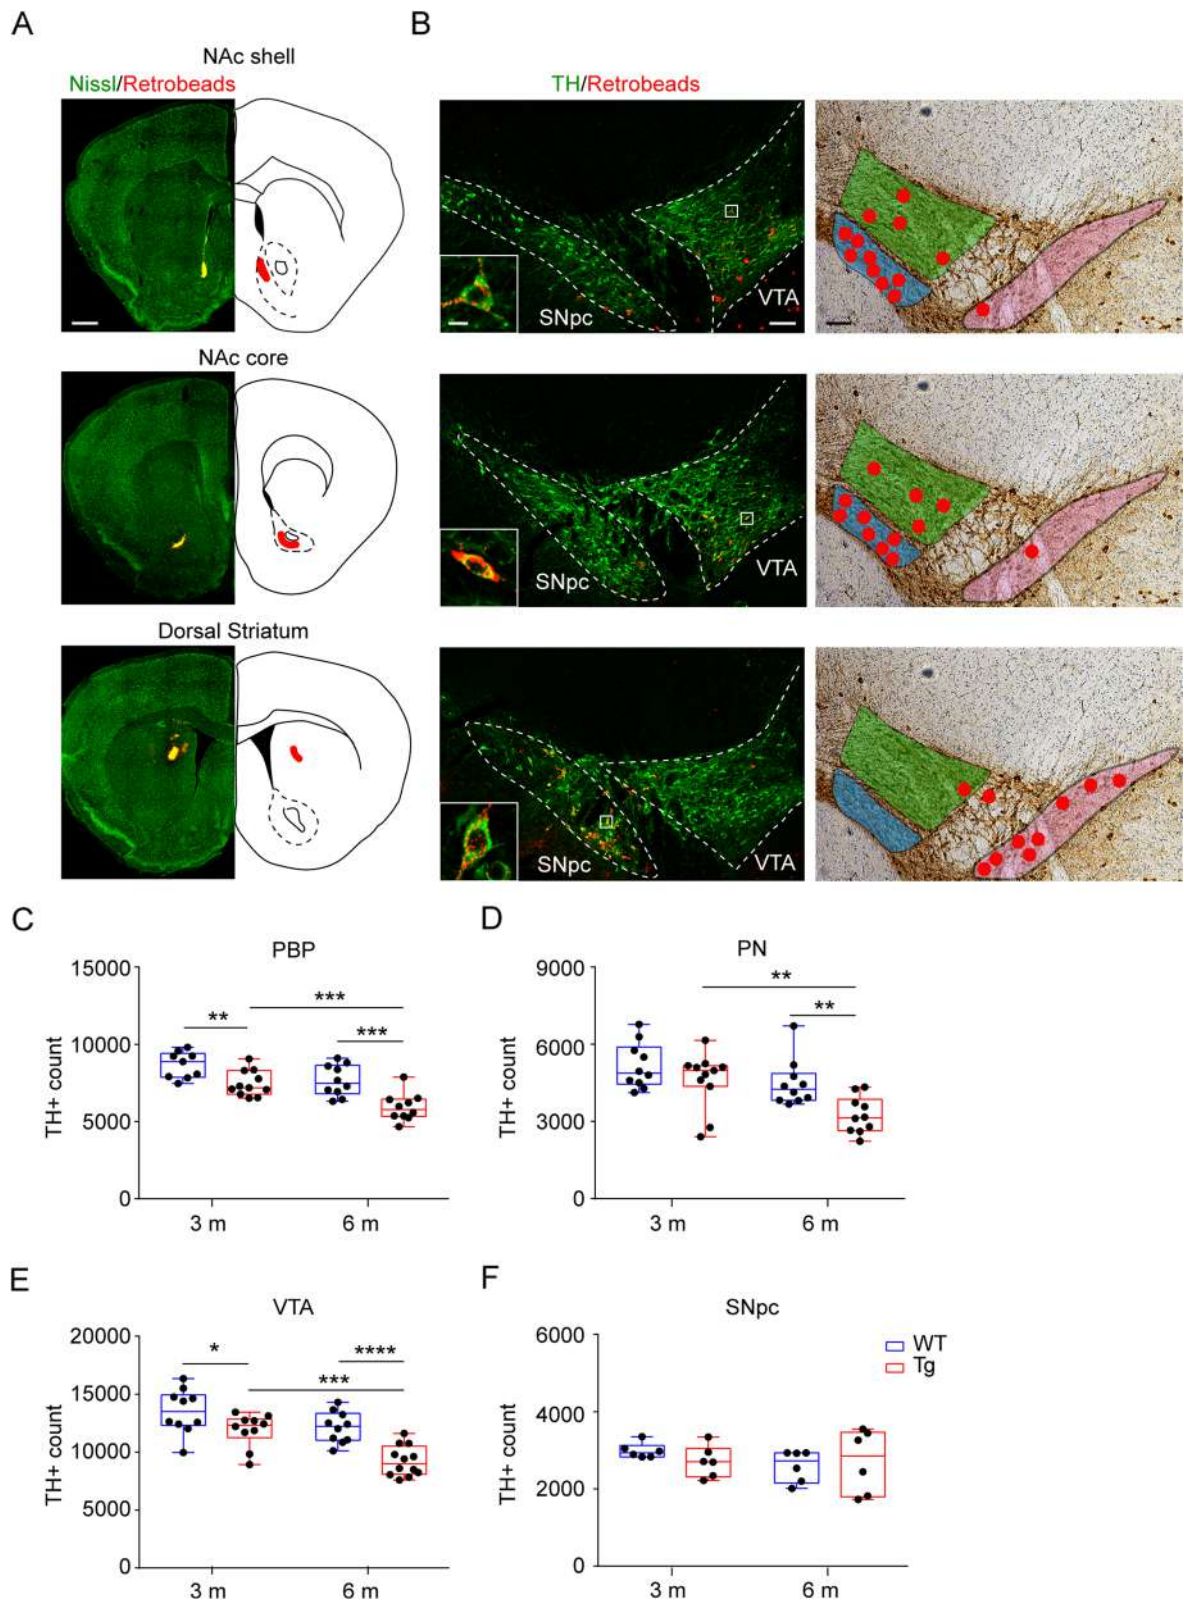 A
B
NAc shell
Nissl/Retrobeads
TH/Retrobeads
SNpc
VTA
NAc core
SNpc
VTA
Dorsal Striatum
SNpc
VTA
C
D
PBP
PN
15000
10000
5000
0
TH+ count
**
***
***
3 m
6 m
9000
6000
3000
0
TH+ count
**
**
3 m
6 m
E
F
VTA
SNpc
20000
15000
10000
5000
0
TH+ count
*
****
***
3 m
6 m
6000
4000
2000
0
TH+ count
WT
Tg
3 m
6 m